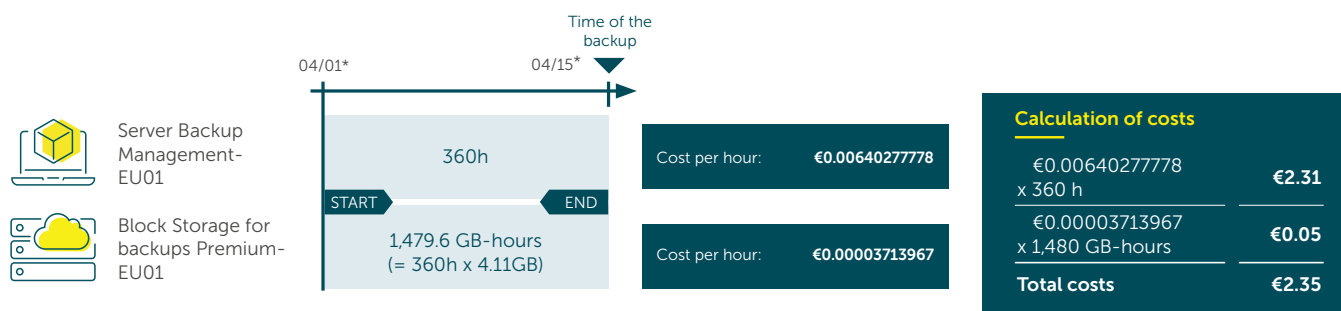 Time of the
backup
04/01*
04/15*
Server Backup
Management-
EU01
360h
Cost per hour: €0.00640277778
START
END
Block Storage for
backups Premium-
EU01
1,479.6 GB-hours
(= 360h x 4.11GB)
Cost per hour: €0.00003713967
Calculation of costs
€0.00640277778
x 360 h
€2.31
€0.00003713967
x 1,480 GB-hours
€0.05
Total costs €2.35